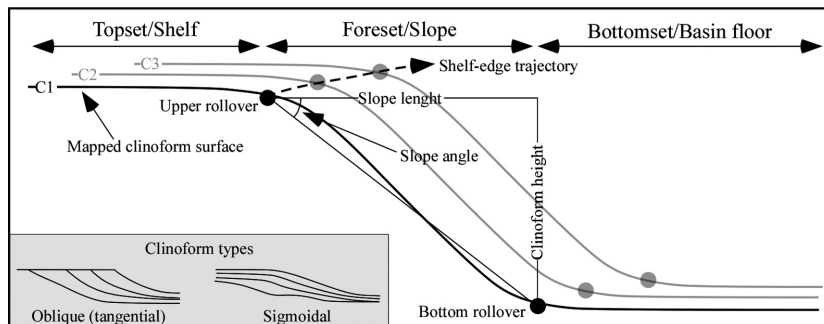 Topset/Shelf
Foreset/Slope
Bottomset/Basin floor
C3
C2
C1
Shelf-edge trajectory
Upper rollover
Slope lenght
Mapped clinoform surface
Slope angle
Clinoform height
Clinoform types
Oblique (tangential)
Sigmoidal
Bottom rollover